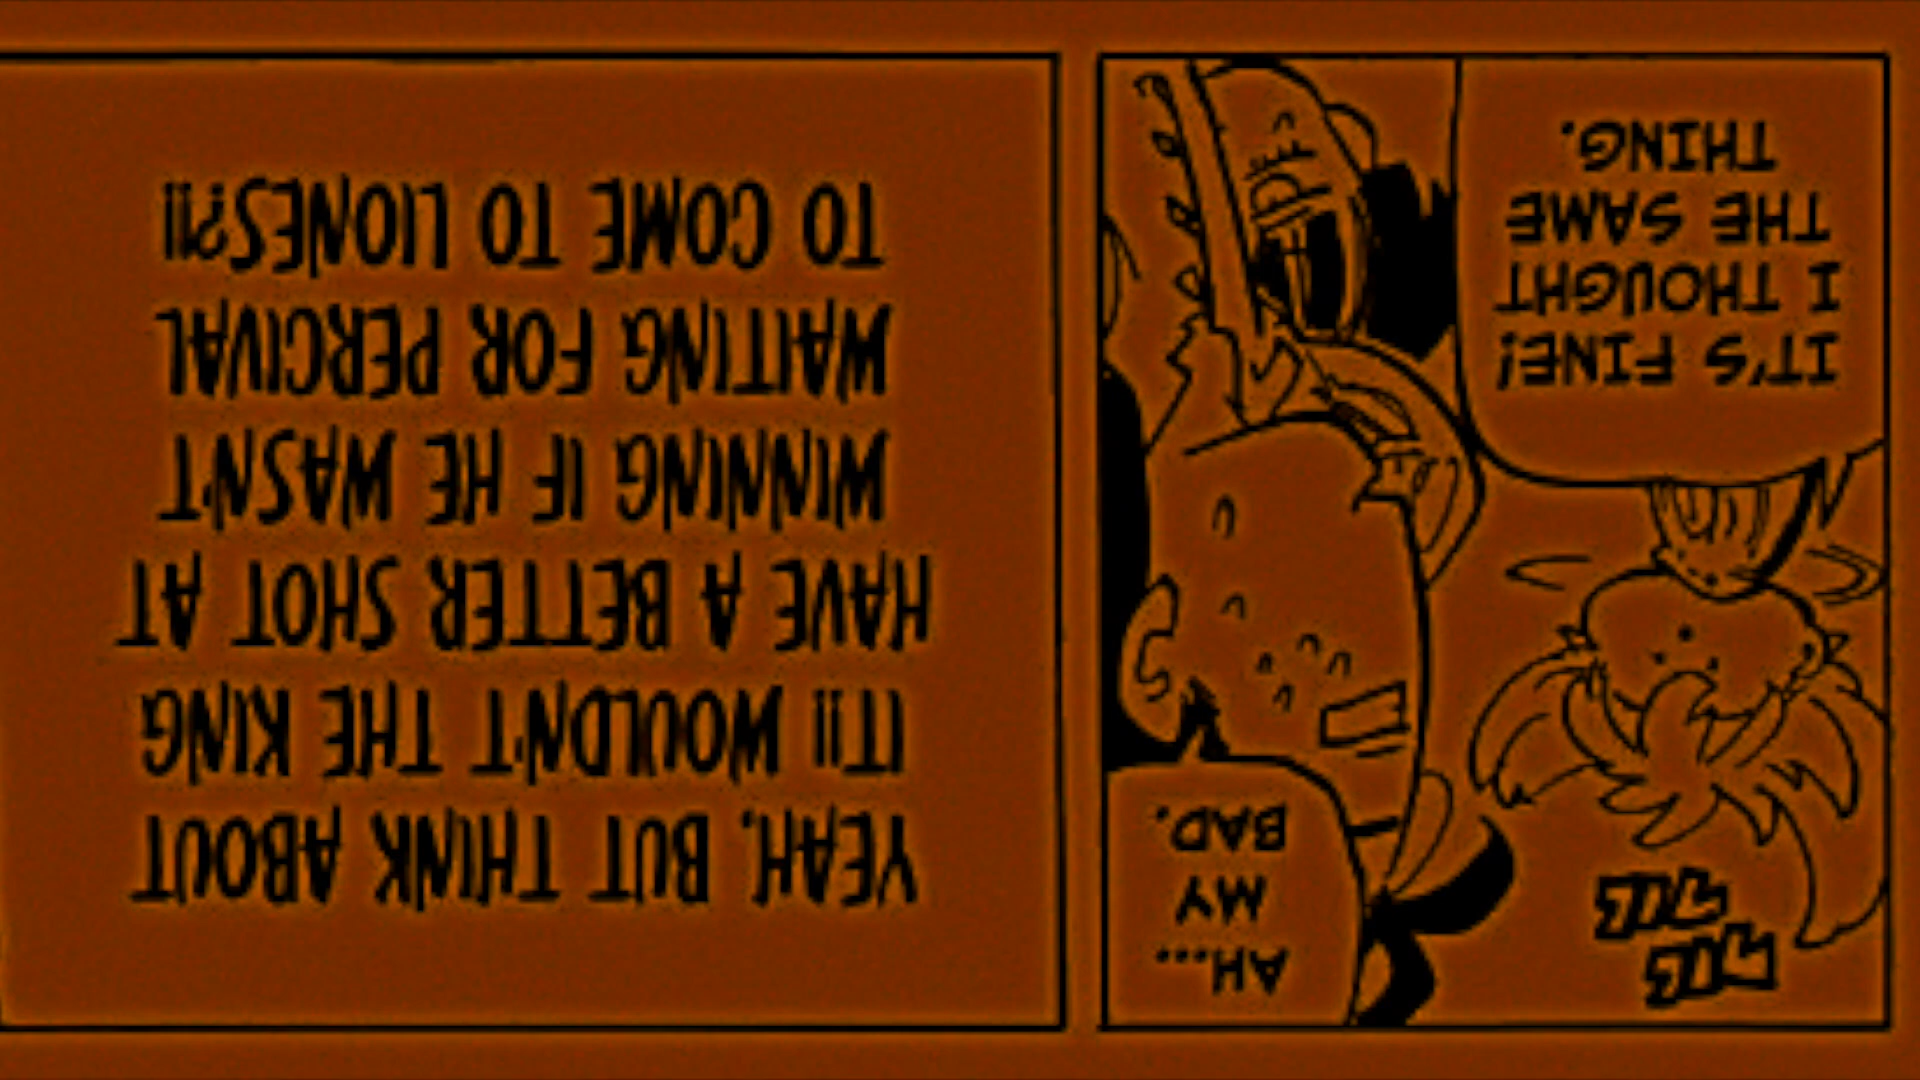 YEAH, BUT THINK ABOUT
IT!! WOULDN'T THE KING
HAVE A BETTER SHOT AT
WINNING IF HE WASN'T
WAITING FOR PERCIVAL
TO COME TO LIONES?!!
AH...
MY
BAD.
IT'S FINE!
I THOUGHT
THE SAME
THING.